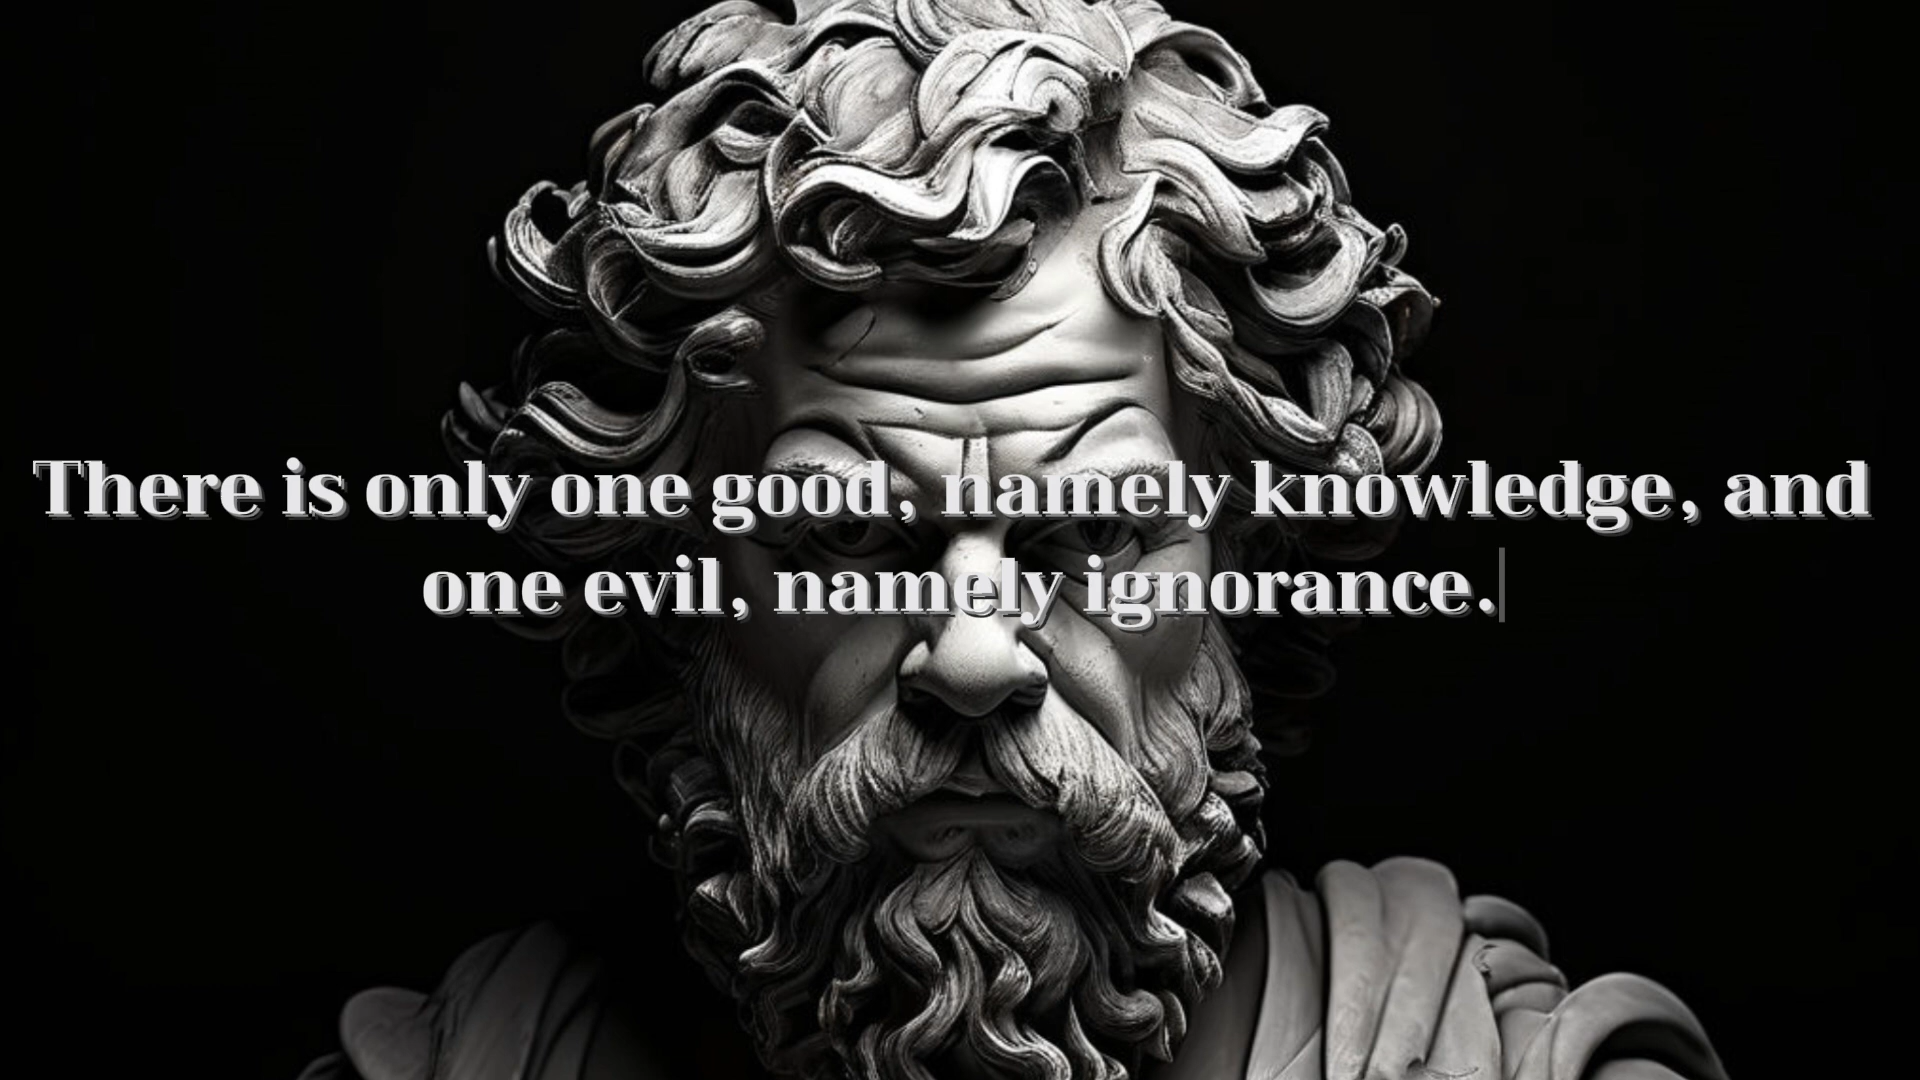 There is only one good, namely knowledge, and
one evil, namely ignorance.